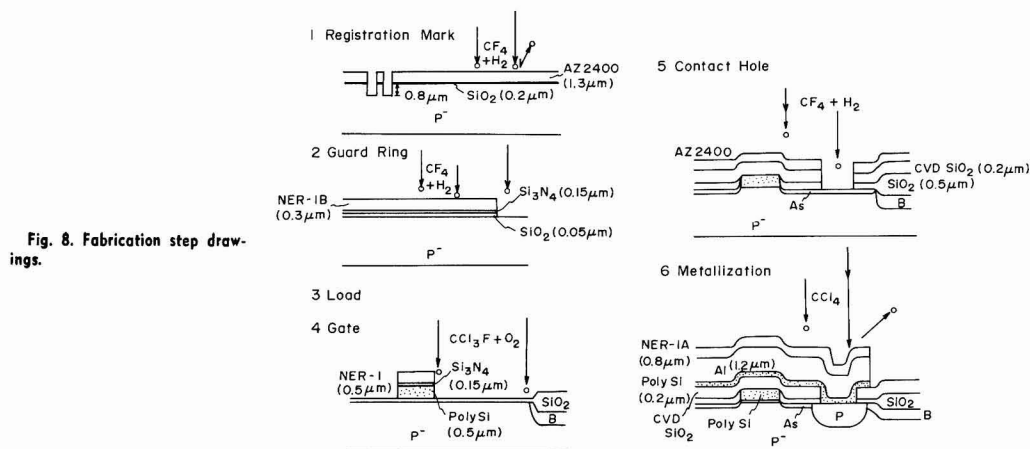 Fig. 8. Fabrication step draw-
ings.
1 Registration Mark
CF4
+H2
AZ2400
(1.3μm)
SiO2 (0.2μm)
0.8μm
P-
2 Guard Ring
CF4
+H2
NER-1B
(0.3μm)
Si3N4 (0.15μm)
SiO2 (0.05μm)
P-
3 Load
4 Gate
CCl3F + O2
NER-1
(0.5μm)
Si3N4
(0.15μm)
Poly Si
(0.5μm)
SiO2
B
P-
5 Contact Hole
CF4 + H2
AZ2400
CVD SiO2 (0.2μm)
SiO2
(0.5μm)
As
B
P-
6 Metallization
CCl4
NER-1A
(0.8μm)
Al (1.2μm)
Poly Si
(0.2μm)
CVD
SiO2
Poly Si
As
P
SiO2
B
P-